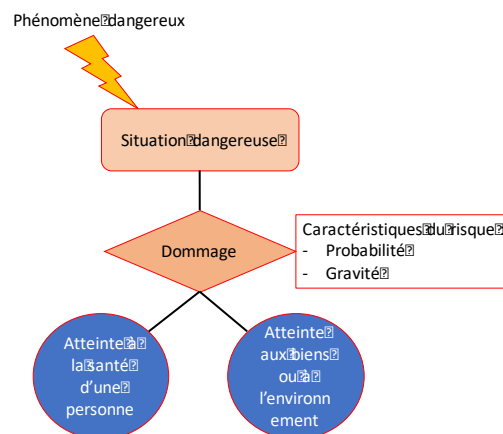 Phénomène dangereux
Situation dangereuse
Dommage
Caractéristiques du risque
- Probabilité
- Gravité
Atteinte à
la santé
d'une
personne
Atteinte
aux biens
ou à
l'environn
ement